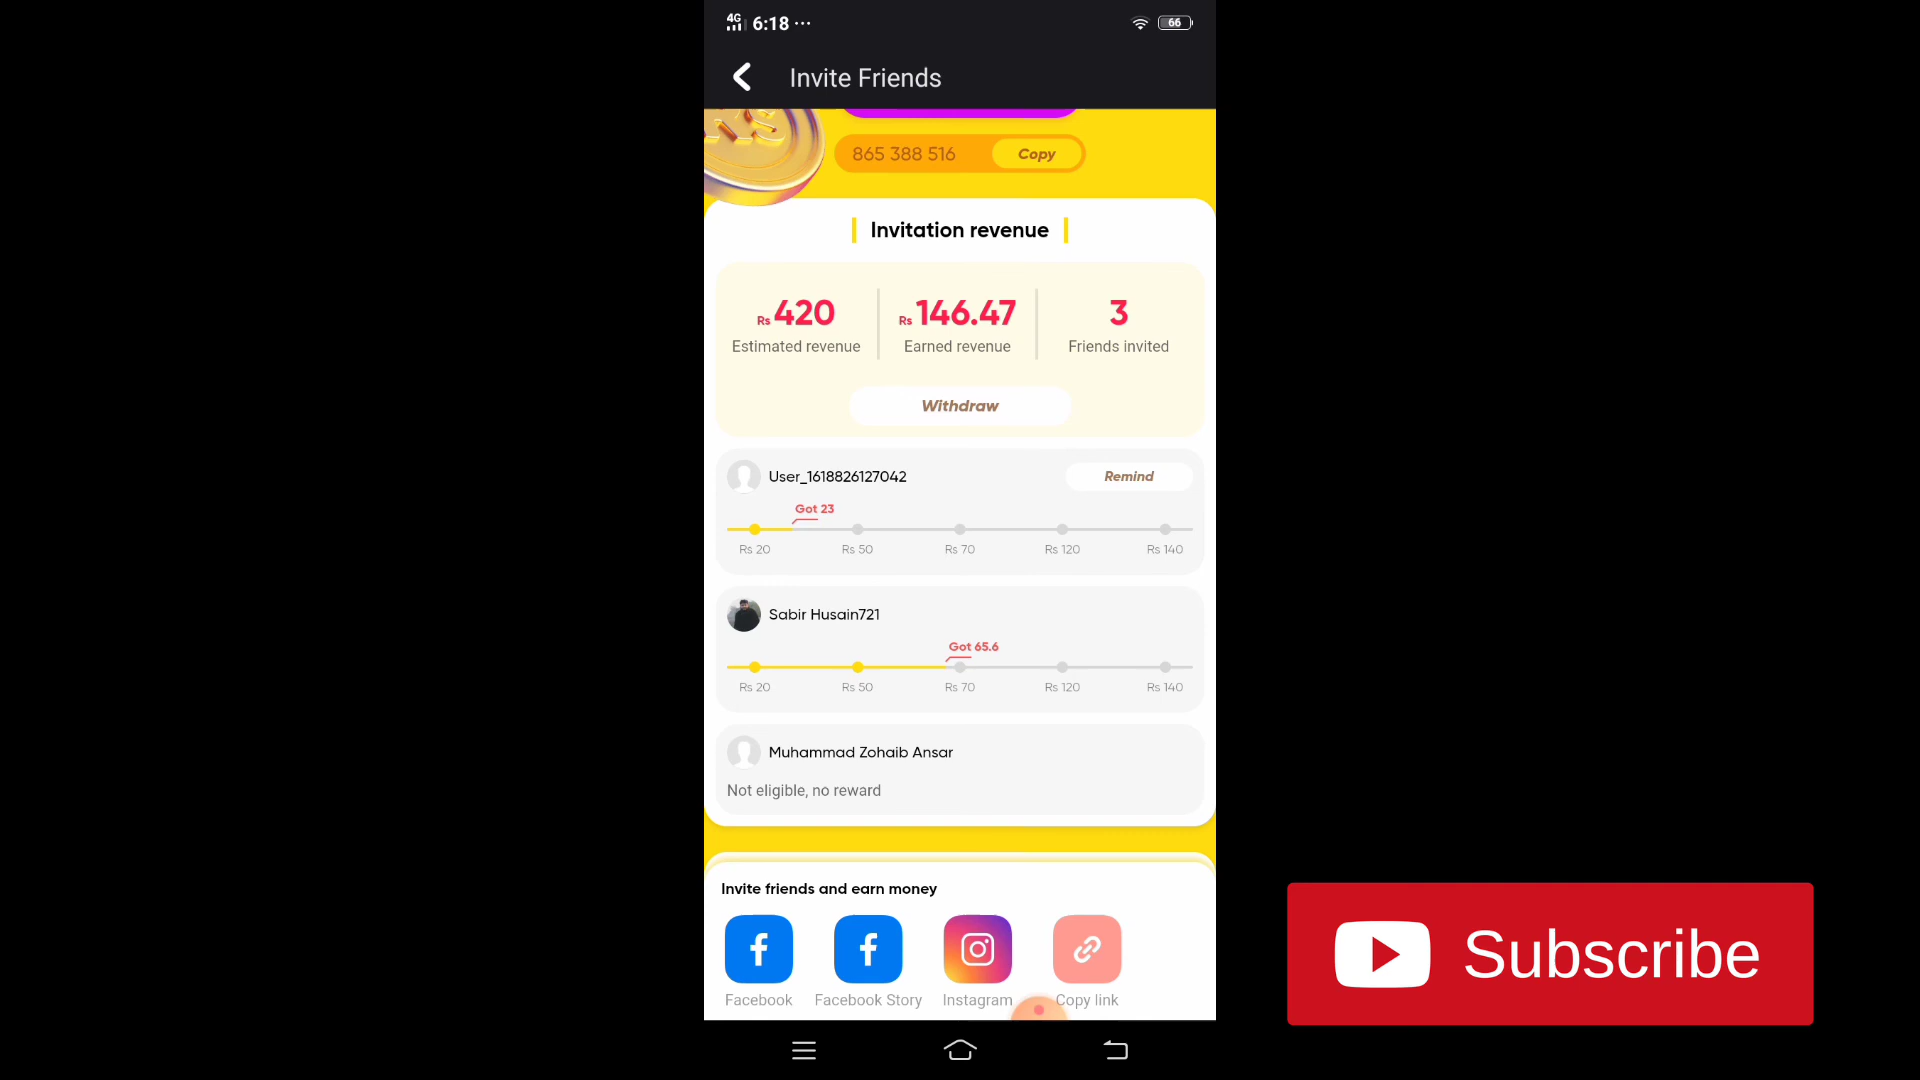 4G 6:18 ··· 66
Invite Friends
865 388 516 Copy
Invitation revenue
Rs 420 Rs 146.47 3
Estimated revenue Earned revenue Friends invited
Withdraw
User_1618826127042 Remind
Got 23
Rs 20 Rs 50 Rs 70 Rs 120 Rs 140
Sabir Husain721
Got 65.6
Rs 20 Rs 50 Rs 70 Rs 120 Rs 140
Muhammad Zohaib Ansar
Not eligible, no reward
Invite friends and earn money
Facebook Facebook Story Instagram Copy link
Subscribe